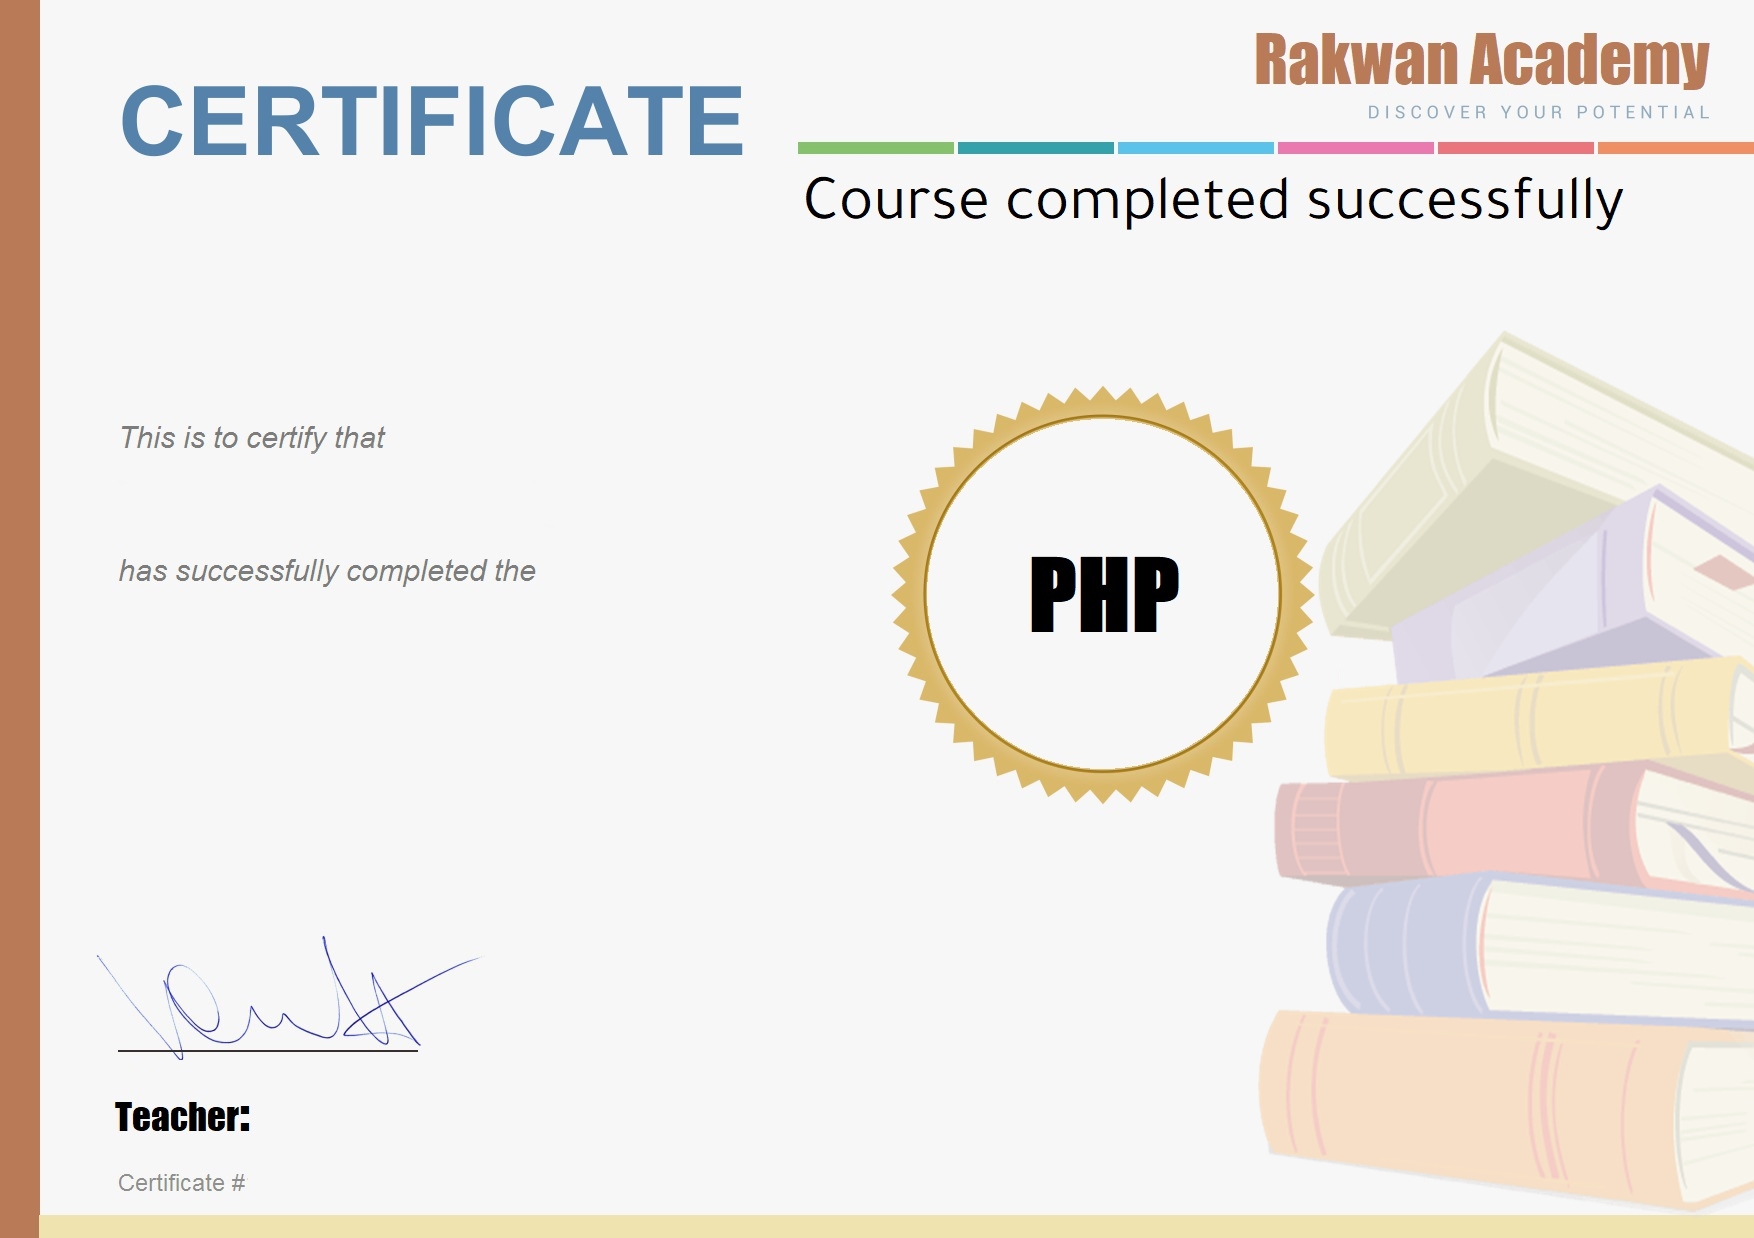 Rakwan Academy
DISCOVER YOUR POTENTIAL
CERTIFICATE
Course completed successfully
This is to certify that
has successfully completed the
PHP
Teacher:
Certificate #